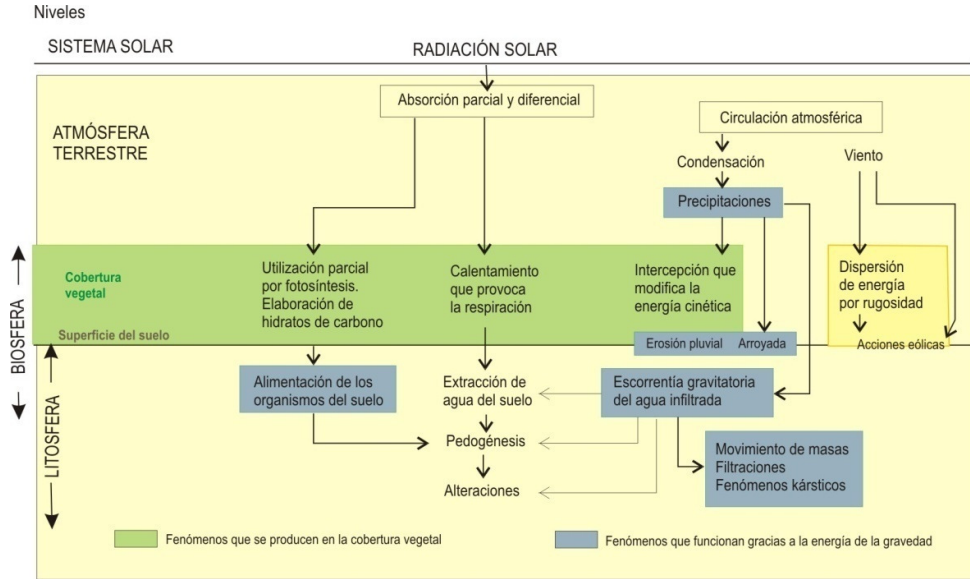 Niveles
SISTEMA SOLAR
RADIACIÓN SOLAR
Absorción parcial y diferencial
ATMÓSFERA
TERRESTRE
Circulación atmosférica
Condensación
Viento
Precipitaciones
BIOSFERA
Cobertura
vegetal
Utilización parcial
por fotosíntesis.
Elaboración de
hidratos de carbono
Calentamiento
que provoca
la respiración
Intercepción que
modifica la
energía cinética
Dispersión
de energía
por rugosidad
Superficie del suelo
Erosión pluvial
Arroyada
Acciones eólicas
LITOSFERA
Alimentación de los
organismos del suelo
Extracción de
agua del suelo
Escorrentía gravitatoria
del agua infiltrada
Pedogénesis
Movimiento de masas
Filtraciones
Fenómenos kársticos
Alteraciones
Fenómenos que se producen en la cobertura vegetal
Fenómenos que funcionan gracias a la energía de la gravedad